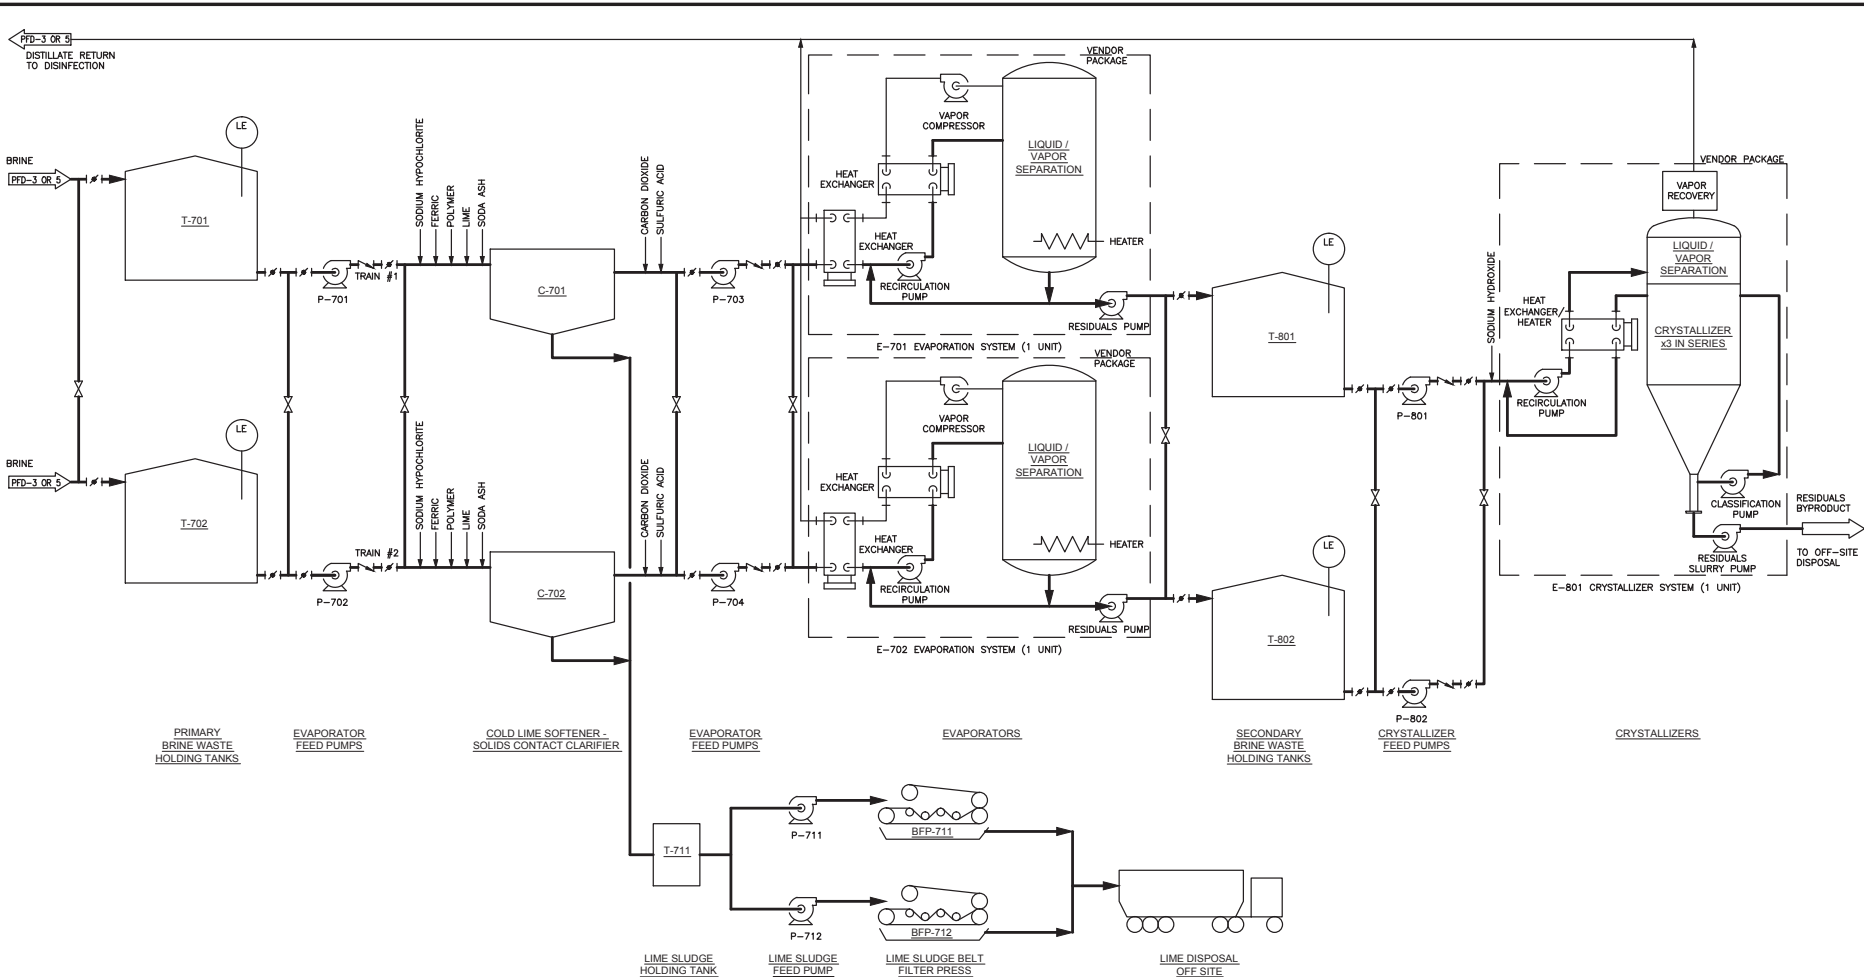 PFD-3 OR 5
DISTILLATE RETURN
TO DISINFECTION
BRINE
PFD-3 OR 5
LE
T-701
BRINE
PFD-3 OR 5
LE
T-702
P-701
TRAIN #1
P-702
TRAIN #2
SODIUM HYPOCHLORITE
FERRIC
POLYMER
LIME
SODA ASH
C-701
SODIUM HYPOCHLORITE
FERRIC
POLYMER
LIME
SODA ASH
C-702
CARBON DIOXIDE
SULFURIC ACID
P-703
CARBON DIOXIDE
SULFURIC ACID
P-704
VENDOR
PACKAGE
VAPOR
COMPRESSOR
LIQUID /
VAPOR
SEPARATION
HEAT
EXCHANGER
HEAT
EXCHANGER
HEATER
RECIRCULATION
PUMP
RESIDUALS PUMP
E-701 EVAPORATION SYSTEM (1 UNIT)
VENDOR
PACKAGE
VAPOR
COMPRESSOR
LIQUID /
VAPOR
SEPARATION
HEAT
EXCHANGER
HEAT
EXCHANGER
HEATER
RECIRCULATION
PUMP
RESIDUALS PUMP
E-702 EVAPORATION SYSTEM (1 UNIT)
LE
T-801
LE
T-802
P-801
P-802
SODIUM HYDROXIDE
VENDOR PACKAGE
VAPOR
RECOVERY
LIQUID /
VAPOR
SEPARATION
HEAT
EXCHANGER/
HEATER
CRYSTALLIZER
x3 IN SERIES
RECIRCULATION
PUMP
CLASSIFICATION
PUMP
RESIDUALS
BYPRODUCT
TO OFF-SITE
DISPOSAL
RESIDUALS
SLURRY PUMP
E-801 CRYSTALLIZER SYSTEM (1 UNIT)
PRIMARY
BRINE WASTE
HOLDING TANKS
EVAPORATOR
FEED PUMPS
COLD LIME SOFTENER -
SOLIDS CONTACT CLARIFIER
EVAPORATOR
FEED PUMPS
EVAPORATORS
SECONDARY
BRINE WASTE
HOLDING TANKS
CRYSTALLIZER
FEED PUMPS
CRYSTALLIZERS
T-711
P-711
BFP-711
P-712
BFP-712
LIME SLUDGE
HOLDING TANK
LIME SLUDGE
FEED PUMP
LIME SLUDGE BELT
FILTER PRESS
LIME DISPOSAL
OFF SITE